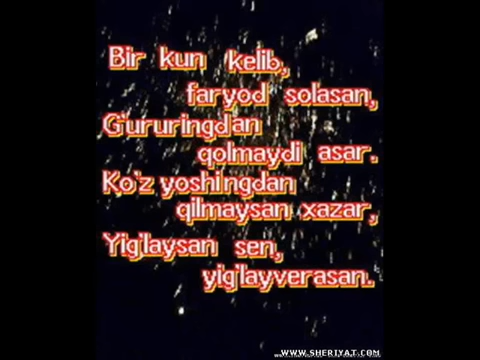 Bir kun kelib,
faryod solasan,
G'ururingdan
qolmaydi asar.
Ko'z yoshingdan
qilmaysan xazar,
Yig'laysan sen,
yig'layverasan.
WWW.SHERIYAT.COM